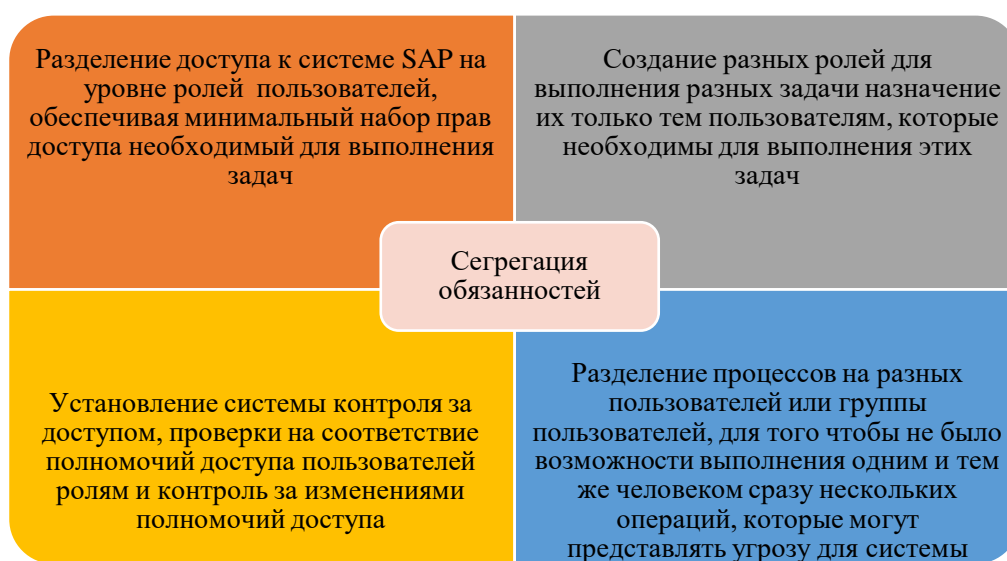 Разделение доступа к системе SAP на
уровне ролей пользователей,
обеспечивая минимальный набор прав
доступа необходимый для выполнения
задач
Создание разных ролей для
выполнения разных задачи назначение
их только тем пользователям, которые
необходимы для выполнения этих
задач
Сегрегация
обязанностей
Установление системы контроля за
доступом, проверки на соответствие
полномочий доступа пользователей
ролям и контроль за изменениями
полномочий доступа
Разделение процессов на разных
пользователей или группы
пользователей, для того чтобы не было
возможности выполнения одним и тем
же человеком сразу нескольких
операций, которые могут
представлять угрозу для системы